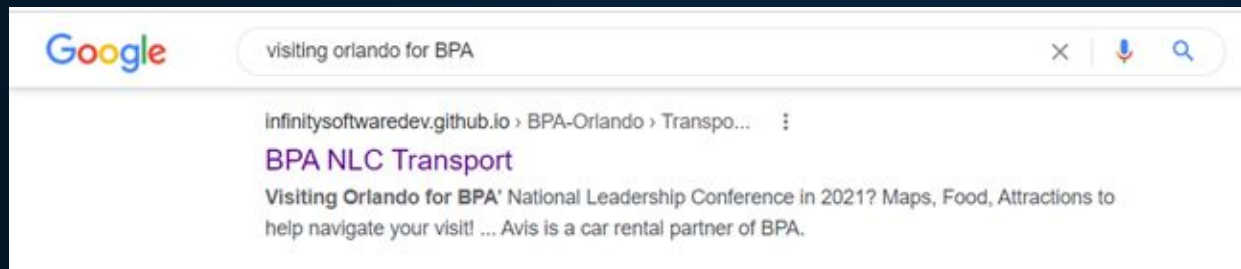 Google
visiting orlando for BPA
infinitysoftwaredev.github.io › BPA-Orlando › Transpo...
BPA NLC Transport
Visiting Orlando for BPA' National Leadership Conference in 2021? Maps, Food, Attractions to
help navigate your visit! ... Avis is a car rental partner of BPA.